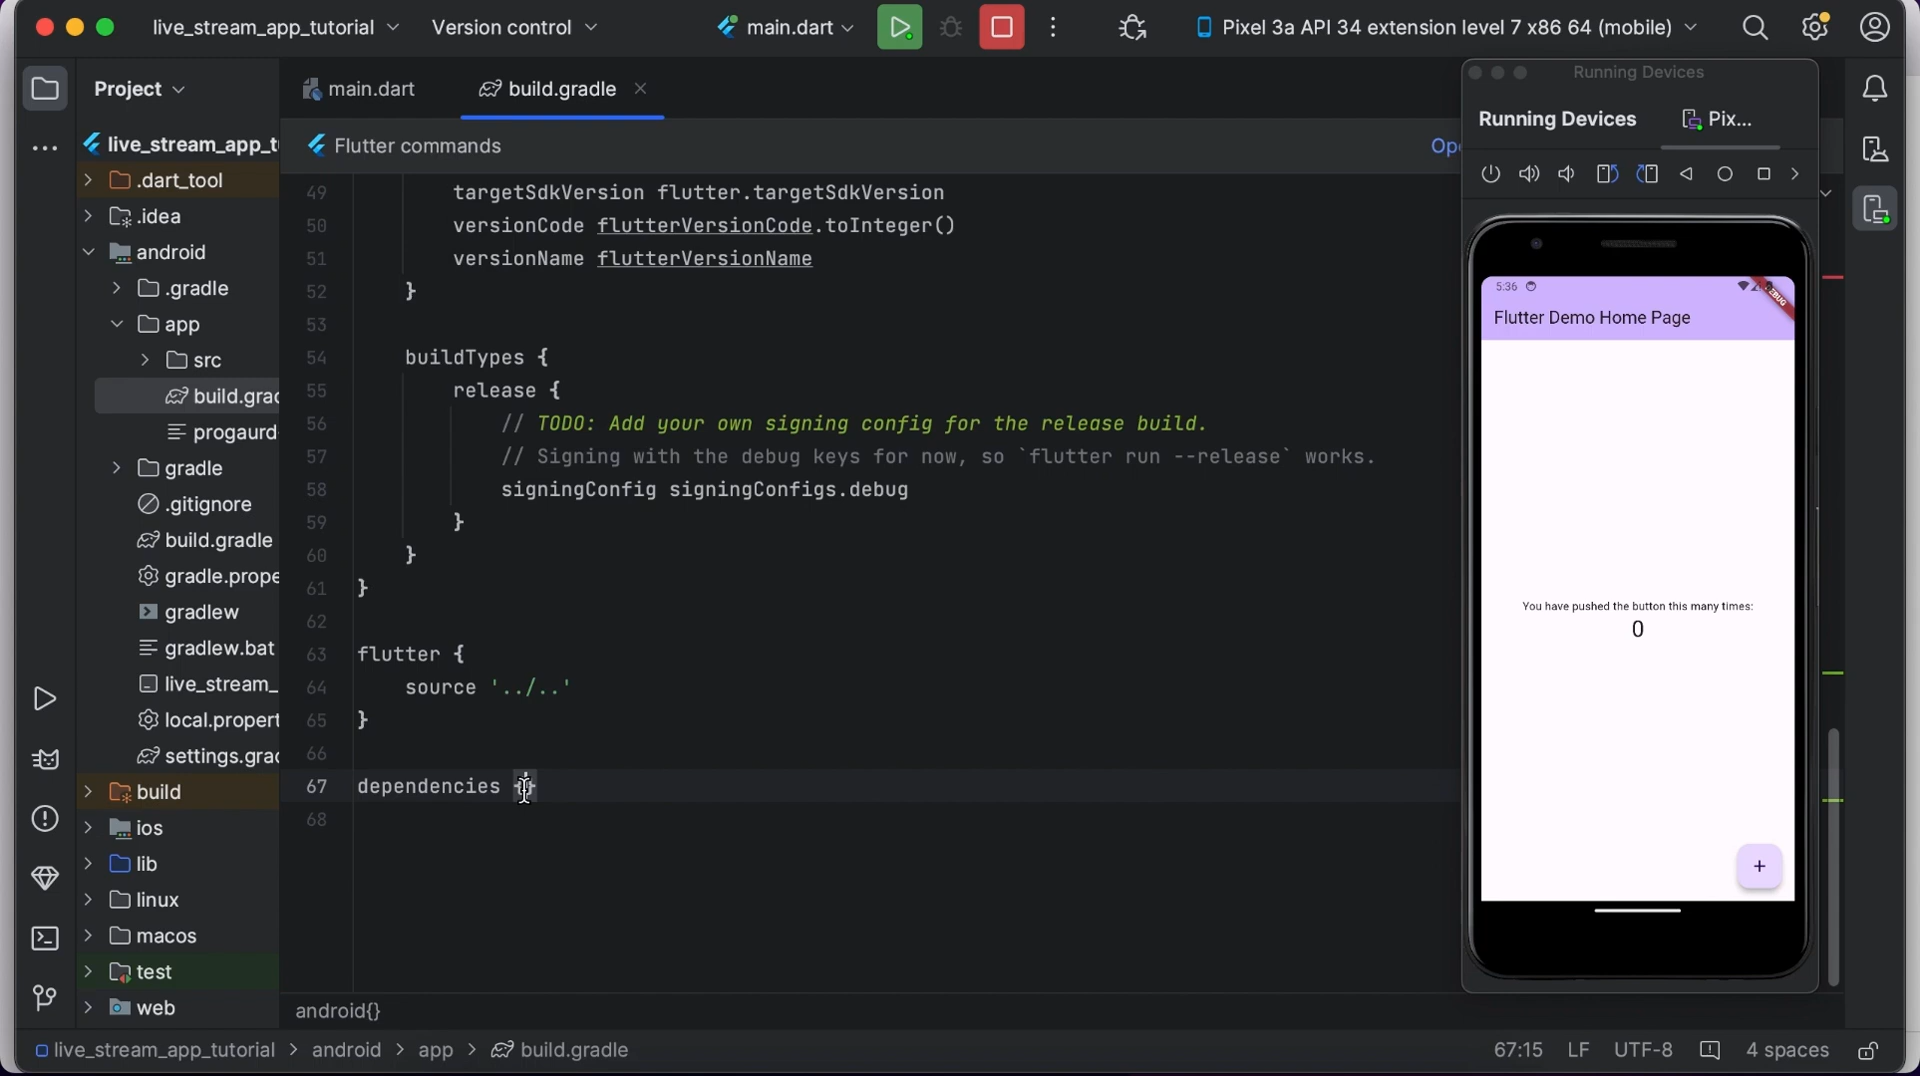 live_stream_app_tutorial Version control main.dart Pixel 3a API 34 extension level 7 x86 64 (mobile)
Project
live_stream_app_tu
.dart_tool
.idea
android
.gradle
app
src
build.grad
progaurd-
gradle
.gitignore
build.gradle
gradle.prope
gradlew
gradlew.bat
live_stream_
local.propert
settings.grad
build
ios
lib
linux
macos
test
web
main.dart build.gradle
Flutter commands Ope
49 targetSdkVersion flutter.targetSdkVersion
50 versionCode flutterVersionCode.toInteger()
51 versionName flutterVersionName
52 }
53
54 buildTypes {
55 release {
56 // TODO: Add your own signing config for the release build.
57 // Signing with the debug keys for now, so `flutter run --release` works.
58 signingConfig signingConfigs.debug
59 }
60 }
61 }
62
63 flutter {
64 source '../..'
65 }
66
67 dependencies {}
68
android{}
Running Devices
Running Devices Pix...
5:36
DEBUG
Flutter Demo Home Page
You have pushed the button this many times:
0
+
live_stream_app_tutorial > android > app > build.gradle 67:15 LF UTF-8 4 spaces